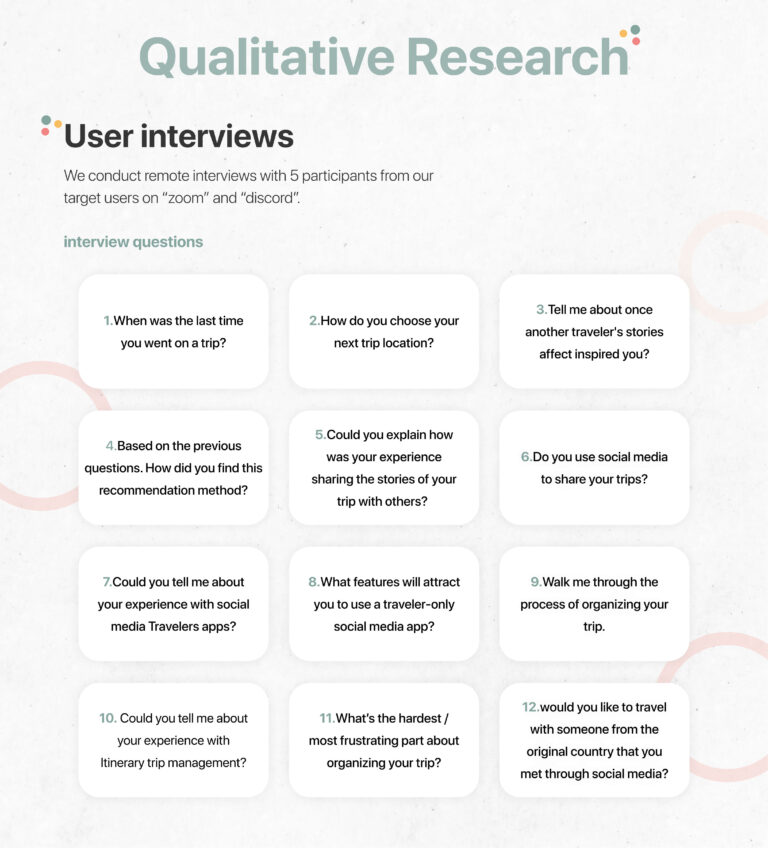 Qualitative Research
User interviews
We conduct remote interviews with 5 participants from our
target users on “zoom” and “discord”.
interview questions
1.When was the last time
you went on a trip?
2.How do you choose your
next trip location?
3.Tell me about once
another traveler's stories
affect inspired you?
4.Based on the previous
questions. How did you find this
recommendation method?
5.Could you explain how
was your experience
sharing the stories of your
trip with others?
6.Do you use social media
to share your trips?
7.Could you tell me about
your experience with social
media Travelers apps?
8.What features will attract
you to use a traveler-only
social media app?
9.Walk me through the
process of organizing your
trip.
10. Could you tell me about
your experience with
Itinerary trip management?
11.What's the hardest /
most frustrating part about
organizing your trip?
12.would you like to travel
with someone from the
original country that you
met through social media?